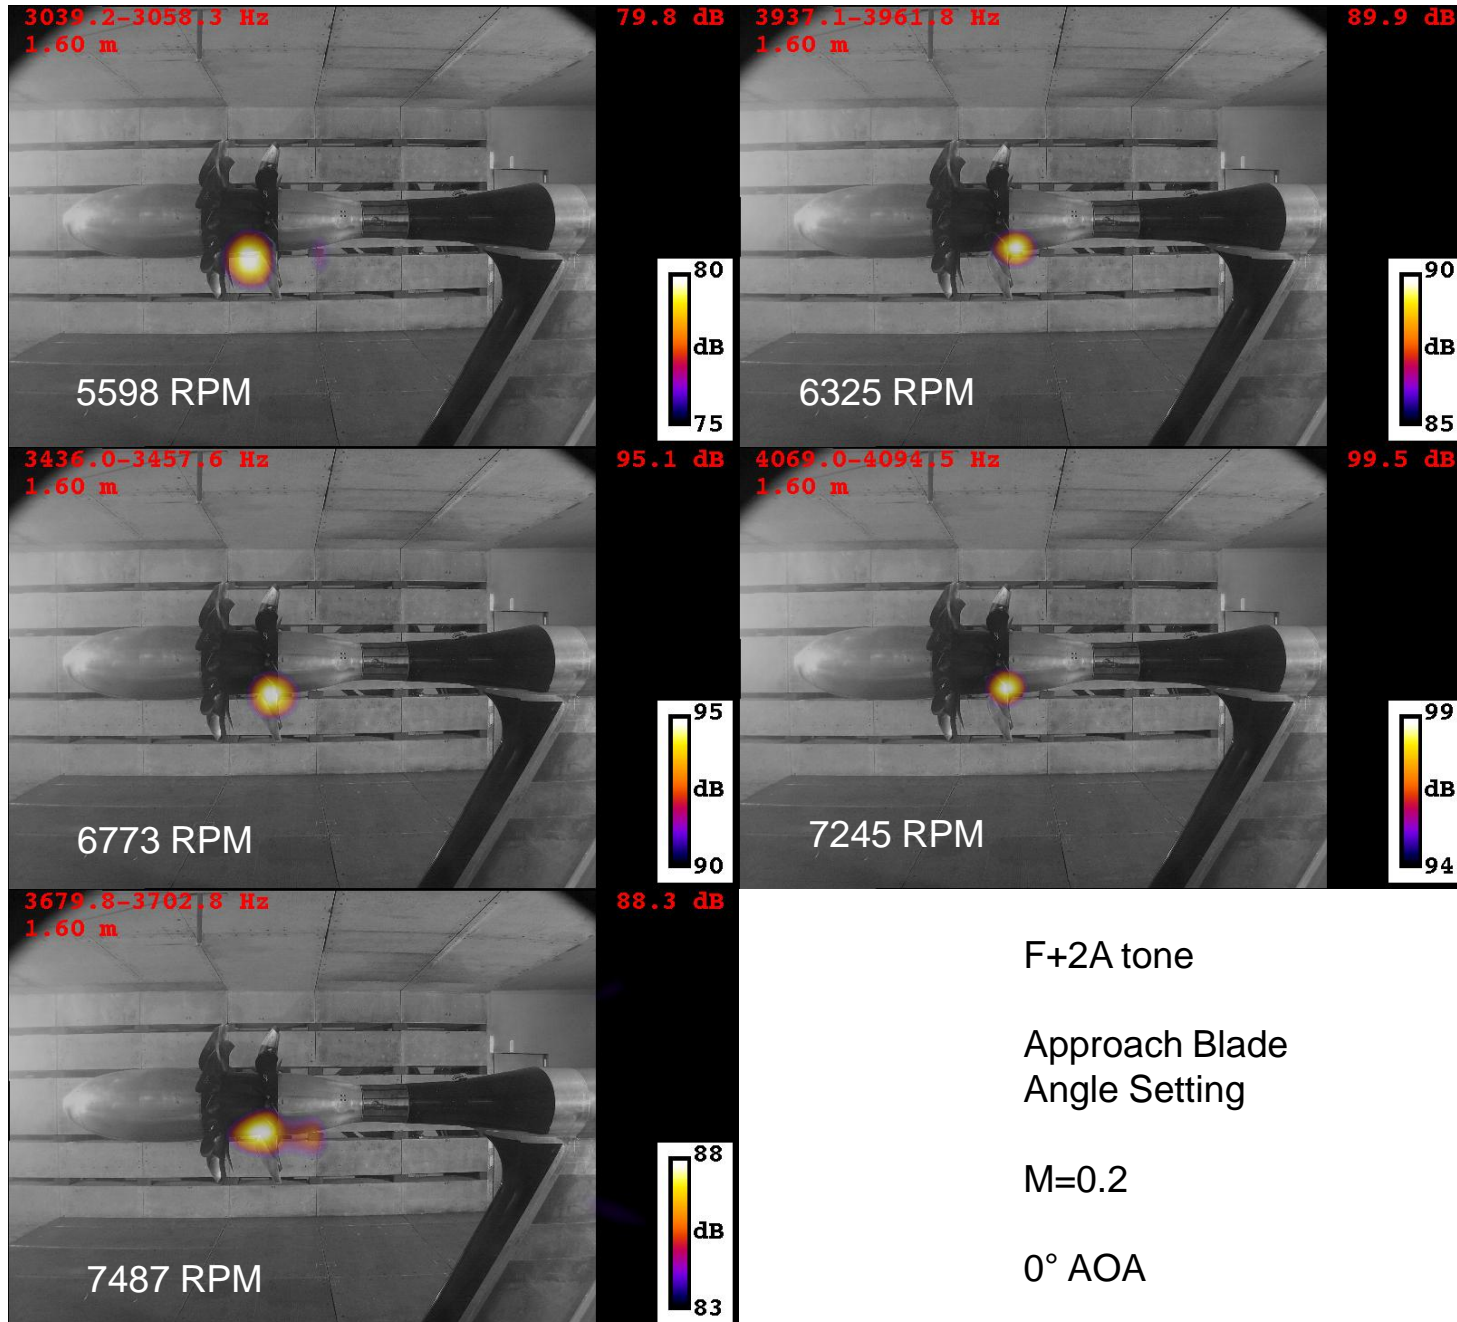 3039.2-3058.3 Hz 79.8 dB
1.60 m
80
dB
75
5598 RPM
3937.1-3961.8 Hz 89.9 dB
1.60 m
90
dB
85
6325 RPM
3436.0-3457.6 Hz 95.1 dB
1.60 m
95
dB
90
6773 RPM
4069.0-4094.5 Hz 99.5 dB
1.60 m
99
dB
94
7245 RPM
3679.8-3702.8 Hz 88.3 dB
1.60 m
88
dB
83
7487 RPM
F+2A tone
Approach Blade
Angle Setting
M=0.2
0° AOA